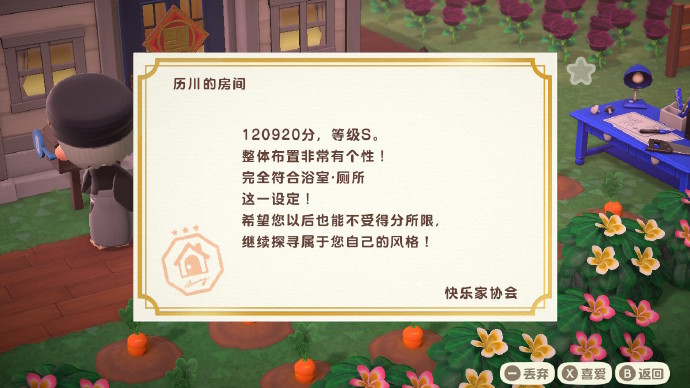 历川的房间
120920分，等级S。
整体布置非常有个性！
完全符合浴室·厕所
这一设定！
希望您以后也能不受得分所限，
继续探寻属于您自己的风格！
快乐家协会
丢弃
X 喜爱
B 返回